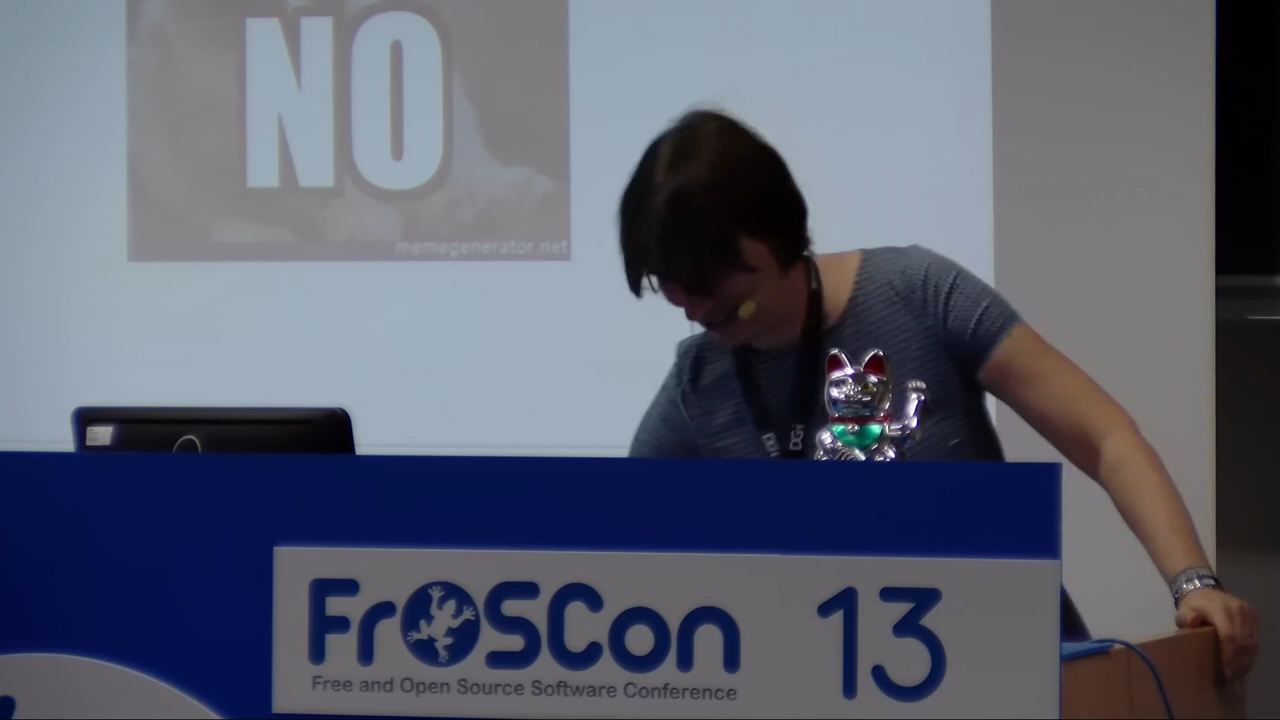 NO
memegenerator.net
FrOSCon 13
Free and Open Source Software Conference